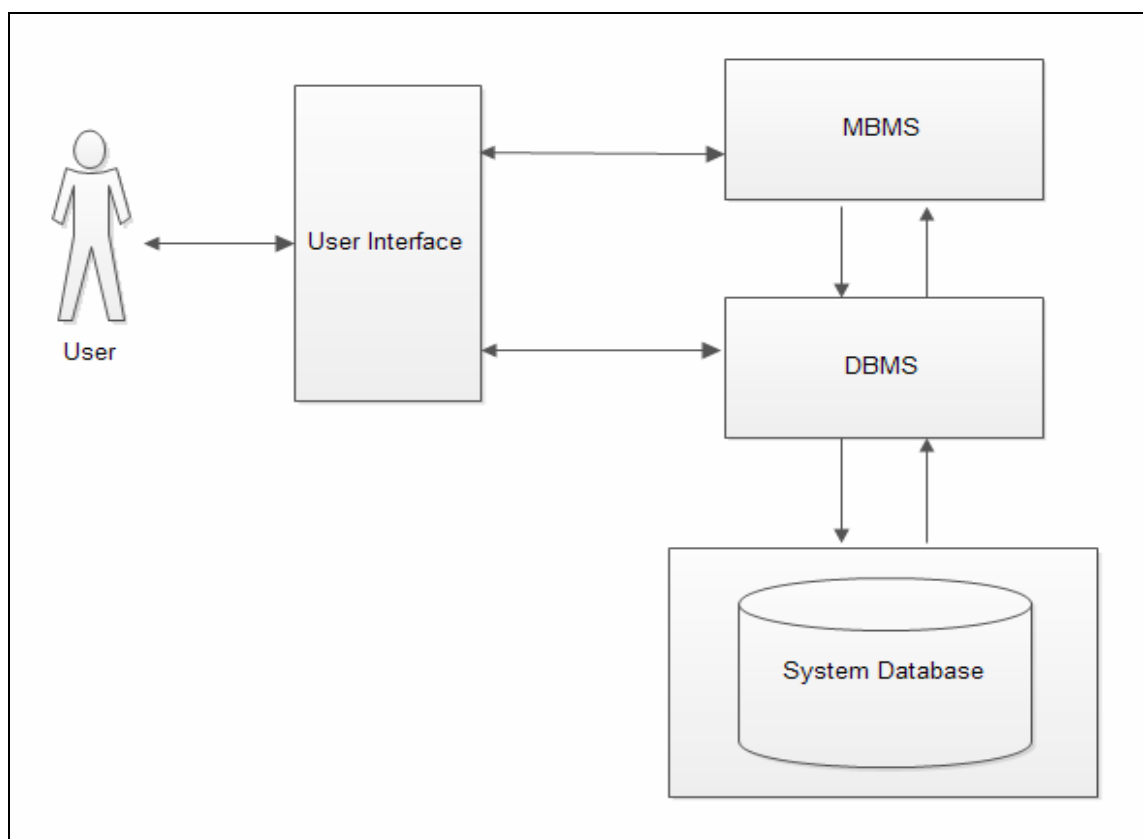 MBMS
User Interface
User
DBMS
System Database